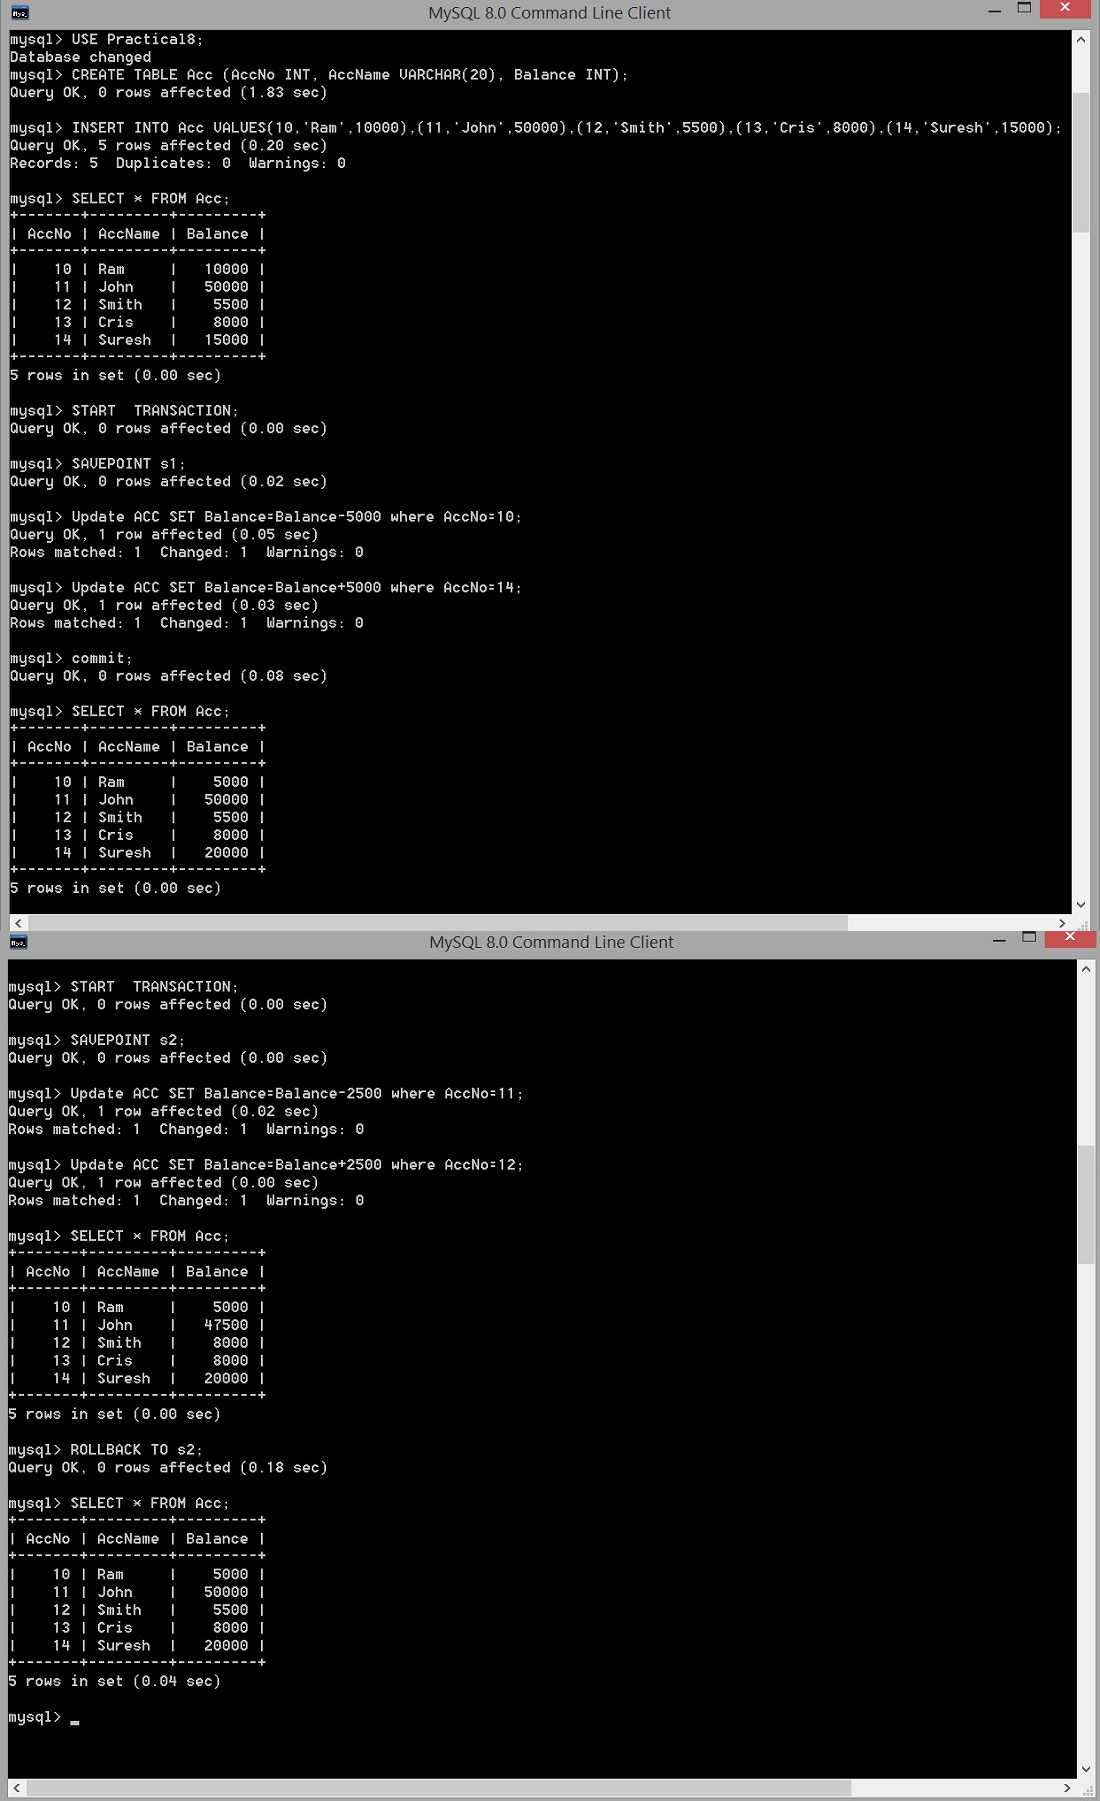 MySQL 8.0 Command Line Client
mysql> USE Practical8;
Database changed
mysql> CREATE TABLE Acc (AccNo INT, AccName VARCHAR(20), Balance INT);
Query OK, 0 rows affected (1.83 sec)

mysql> INSERT INTO Acc VALUES(10,'Ram',10000),(11,'John',50000),(12,'Smith',5500),(13,'Cris',8000),(14,'Suresh',15000);
Query OK, 5 rows affected (0.20 sec)
Records: 5  Duplicates: 0  Warnings: 0

mysql> SELECT * FROM Acc;
+-------+---------+---------+
| AccNo | AccName | Balance |
+-------+---------+---------+
|    10 | Ram     |   10000 |
|    11 | John    |   50000 |
|    12 | Smith   |    5500 |
|    13 | Cris    |    8000 |
|    14 | Suresh  |   15000 |
+-------+---------+---------+
5 rows in set (0.00 sec)

mysql> START  TRANSACTION;
Query OK, 0 rows affected (0.00 sec)

mysql> SAVEPOINT s1;
Query OK, 0 rows affected (0.02 sec)

mysql> Update ACC SET Balance=Balance-5000 where AccNo=10;
Query OK, 1 row affected (0.05 sec)
Rows matched: 1  Changed: 1  Warnings: 0

mysql> Update ACC SET Balance=Balance+5000 where AccNo=14;
Query OK, 1 row affected (0.03 sec)
Rows matched: 1  Changed: 1  Warnings: 0

mysql> commit;
Query OK, 0 rows affected (0.08 sec)

mysql> SELECT * FROM Acc;
+-------+---------+---------+
| AccNo | AccName | Balance |
+-------+---------+---------+
|    10 | Ram     |    5000 |
|    11 | John    |   50000 |
|    12 | Smith   |    5500 |
|    13 | Cris    |    8000 |
|    14 | Suresh  |   20000 |
+-------+---------+---------+
5 rows in set (0.00 sec)

MySQL 8.0 Command Line Client
mysql> START  TRANSACTION;
Query OK, 0 rows affected (0.00 sec)

mysql> SAVEPOINT s2;
Query OK, 0 rows affected (0.00 sec)

mysql> Update ACC SET Balance=Balance-2500 where AccNo=11;
Query OK, 1 row affected (0.02 sec)
Rows matched: 1  Changed: 1  Warnings: 0

mysql> Update ACC SET Balance=Balance+2500 where AccNo=12;
Query OK, 1 row affected (0.00 sec)
Rows matched: 1  Changed: 1  Warnings: 0

mysql> SELECT * FROM Acc;
+-------+---------+---------+
| AccNo | AccName | Balance |
+-------+---------+---------+
|    10 | Ram     |    5000 |
|    11 | John    |   47500 |
|    12 | Smith   |    8000 |
|    13 | Cris    |    8000 |
|    14 | Suresh  |   20000 |
+-------+---------+---------+
5 rows in set (0.00 sec)

mysql> ROLLBACK TO s2;
Query OK, 0 rows affected (0.18 sec)

mysql> SELECT * FROM Acc;
+-------+---------+---------+
| AccNo | AccName | Balance |
+-------+---------+---------+
|    10 | Ram     |    5000 |
|    11 | John    |   50000 |
|    12 | Smith   |    5500 |
|    13 | Cris    |    8000 |
|    14 | Suresh  |   20000 |
+-------+---------+---------+
5 rows in set (0.04 sec)

mysql> _